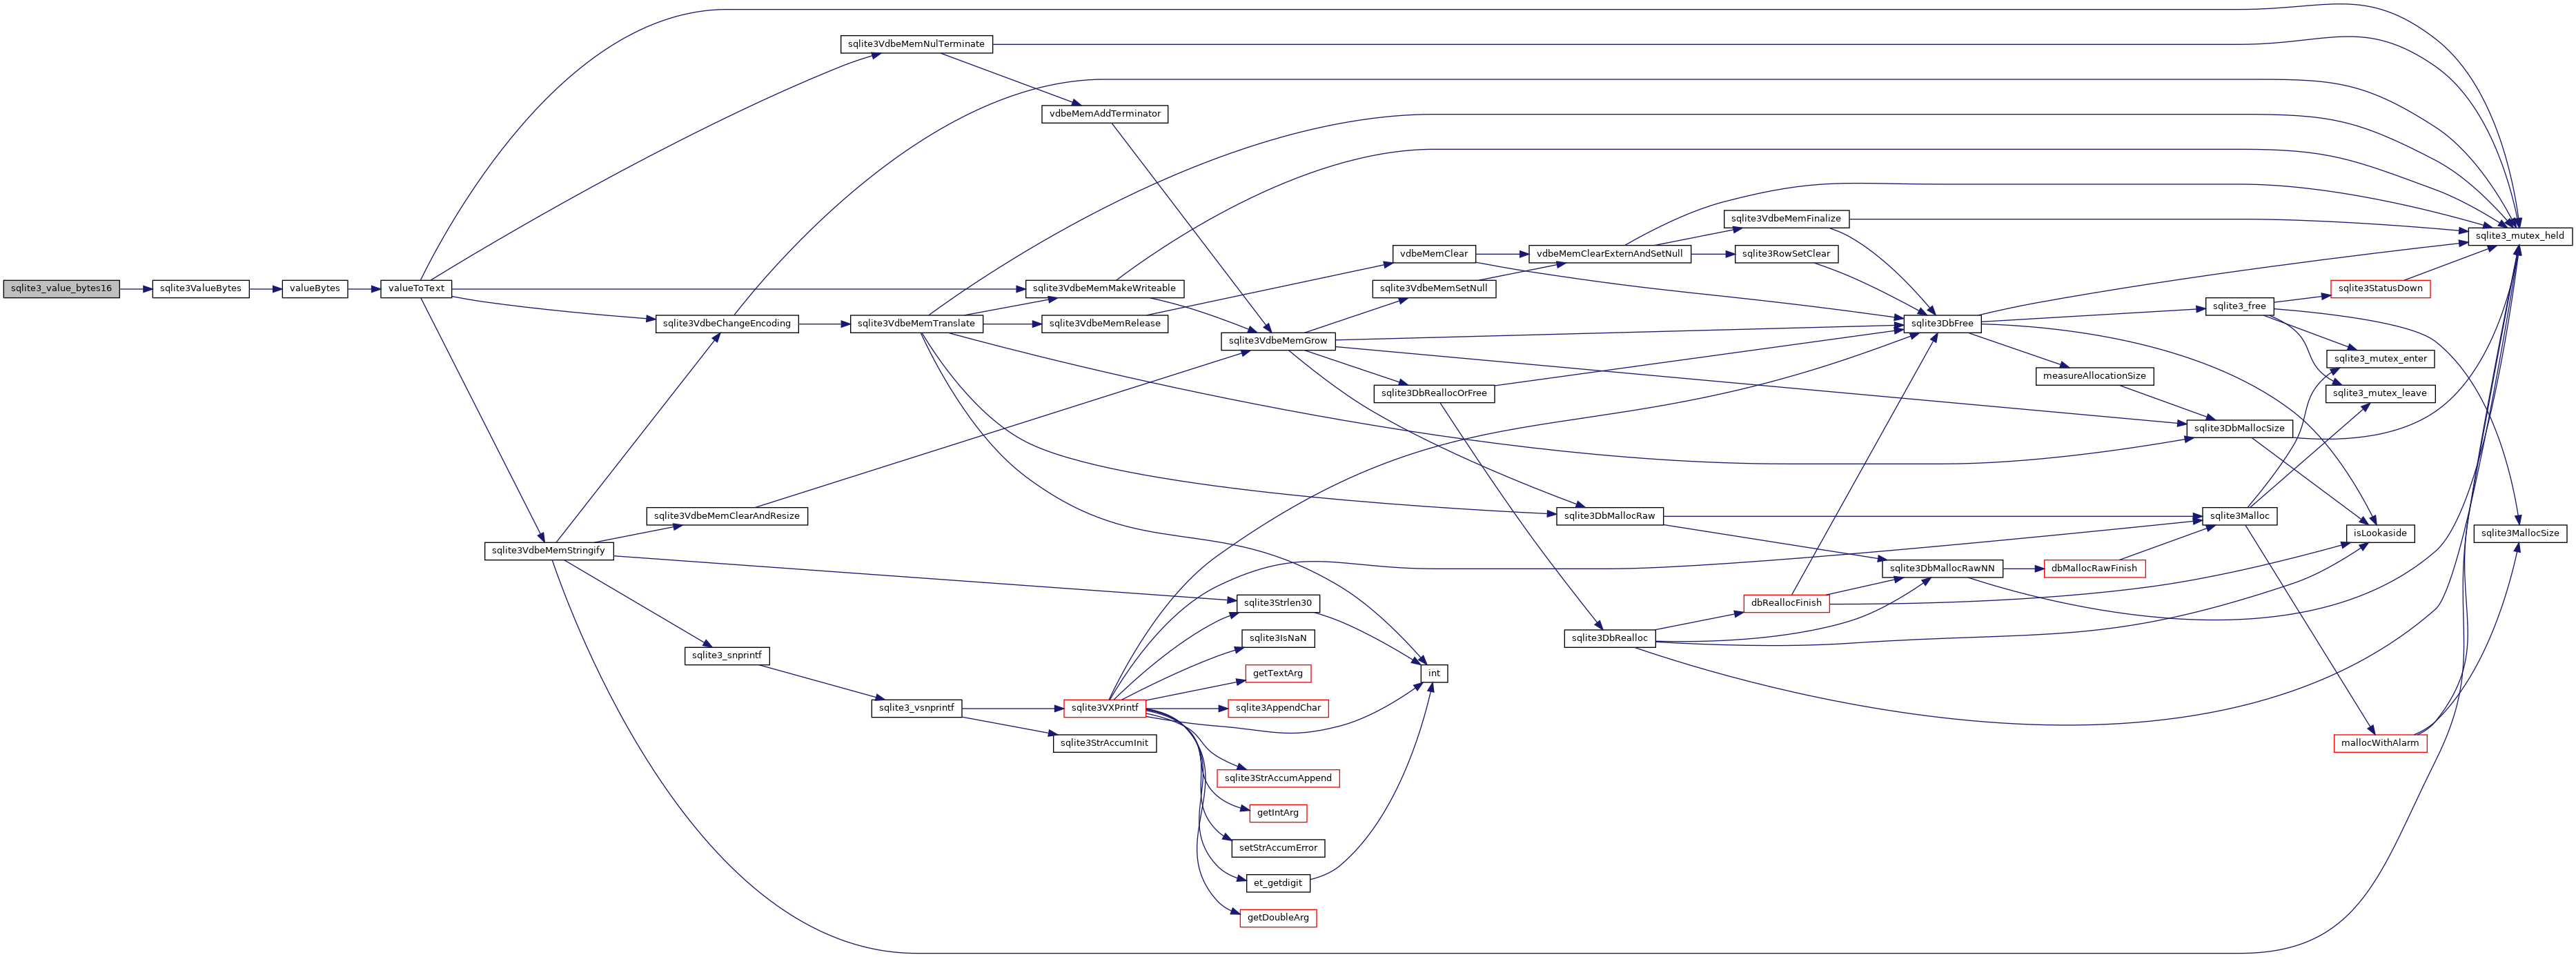 sqlite3VdbeMemNulTerminate
vdbeMemAddTerminator
sqlite3VdbeMemFinalize
sqlite3_mutex_held
vdbeMemClear
vdbeMemClearExternAndSetNull
sqlite3RowSetClear
sqlite3_value_bytes16
sqlite3ValueBytes
valueBytes
valueToText
sqlite3VdbeMemMakeWriteable
sqlite3VdbeMemSetNull
sqlite3StatusDown
sqlite3_free
sqlite3VdbeChangeEncoding
sqlite3VdbeMemTranslate
sqlite3VdbeMemRelease
sqlite3DbFree
sqlite3VdbeMemGrow
sqlite3_mutex_enter
measureAllocationSize
sqlite3DbReallocOrFree
sqlite3_mutex_leave
sqlite3DbMallocSize
sqlite3VdbeMemClearAndResize
sqlite3DbMallocRaw
sqlite3Malloc
isLookaside
sqlite3MallocSize
sqlite3VdbeMemStringify
sqlite3DbMallocRawNN
dbMallocRawFinish
sqlite3Strlen30
dbReallocFinish
sqlite3IsNaN
sqlite3DbRealloc
sqlite3_snprintf
getTextArg
int
sqlite3_vsnprintf
sqlite3VXPrintf
sqlite3AppendChar
sqlite3StrAccumInit
mallocWithAlarm
sqlite3StrAccumAppend
getIntArg
setStrAccumError
et_getdigit
getDoubleArg